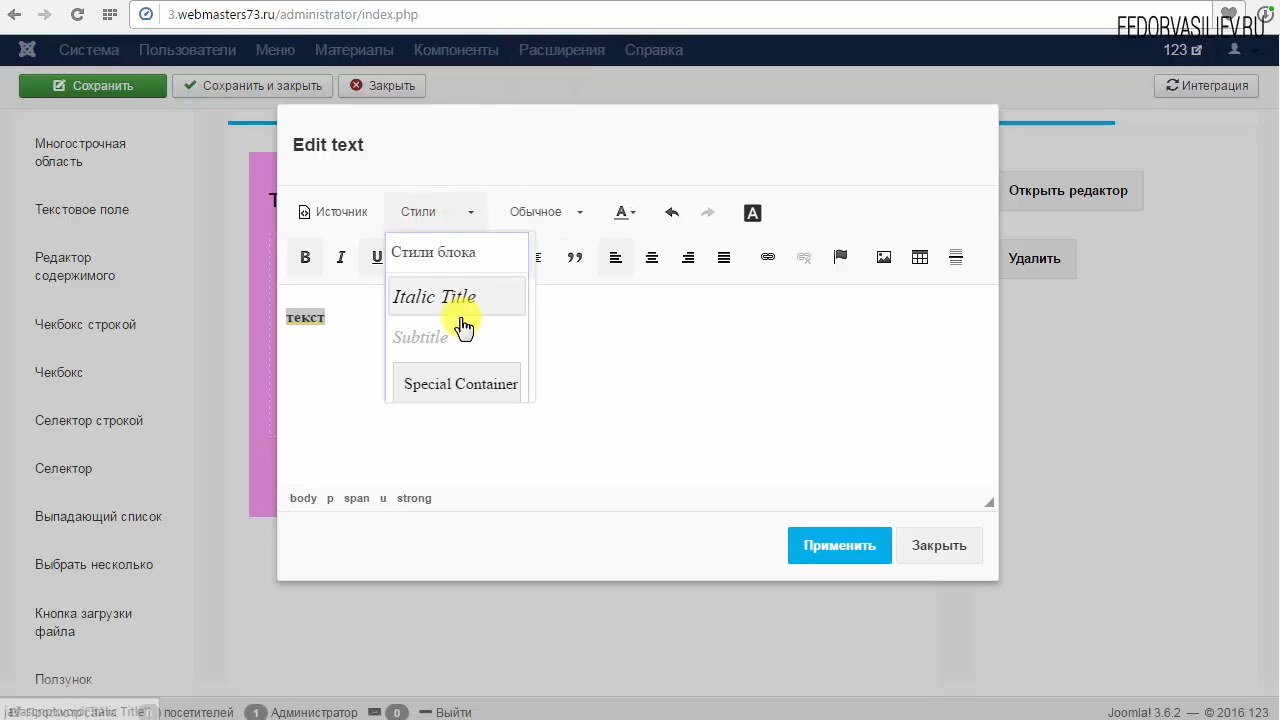 3.webmasters73.ru/administrator/index.php
FEDORVASILIEV.RU
Система Пользователи Меню Материалы Компоненты Расширения Справка 123
Сохранить Сохранить и закрыть Закрыть Интеграция
Многострочная
область
Текстовое поле
Редактор
содержимого
Чекбокс строкой
Чекбокс
Селектор строкой
Селектор
Выпадающий список
Выбрать несколько
Кнопка загрузки
файла
Ползунок
Edit text
Источник Стили Обычное A A
B I U
Стили блока
Italic Title
Subtitle
Special Container
текст
body p span u strong
Применить Закрыть
Открыть редактор
Удалить
посетителей 1 Администратор 0 Выйти
Joomla! 3.6.2 — © 2016 123